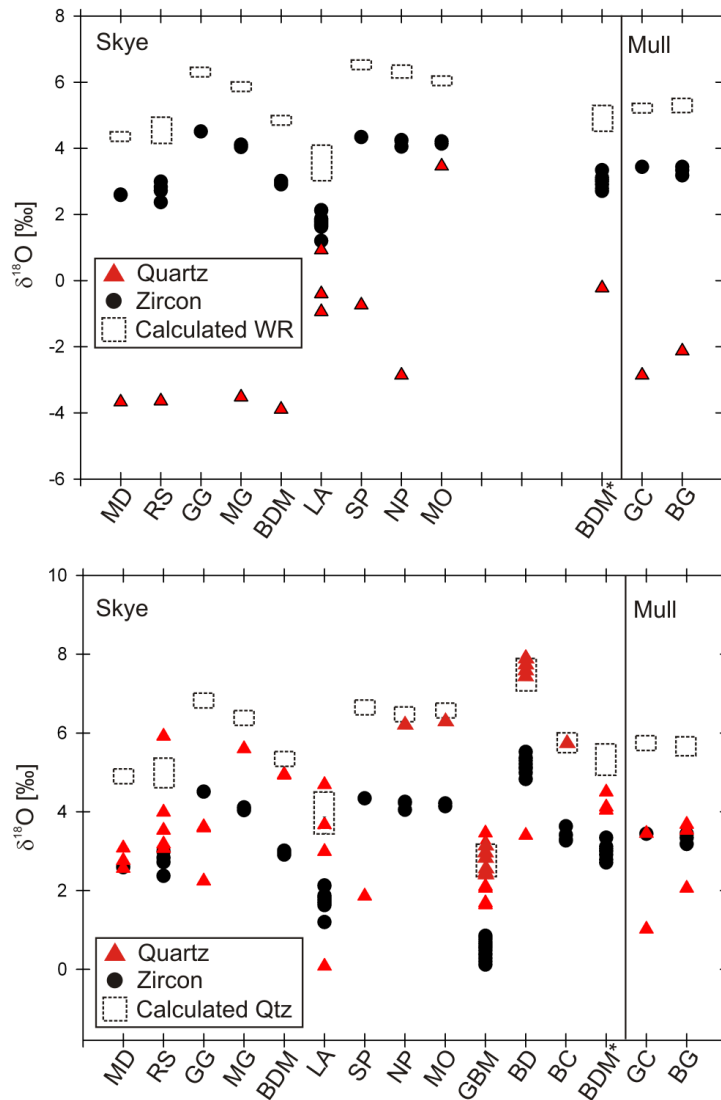 Skye
Mull
8
6
4
2
0
-2
-4
-6
δ¹⁸O [‰]
Quartz
Zircon
Calculated WR
MD RS GG MG BDM LA SP NP MO BDM* GC BG
Skye
Mull
10
8
6
4
2
0
δ¹⁸O [‰]
Quartz
Zircon
Calculated Qtz
MD RS GG MG BDM LA SP NP MO GBM BD BC BDM* GC BG